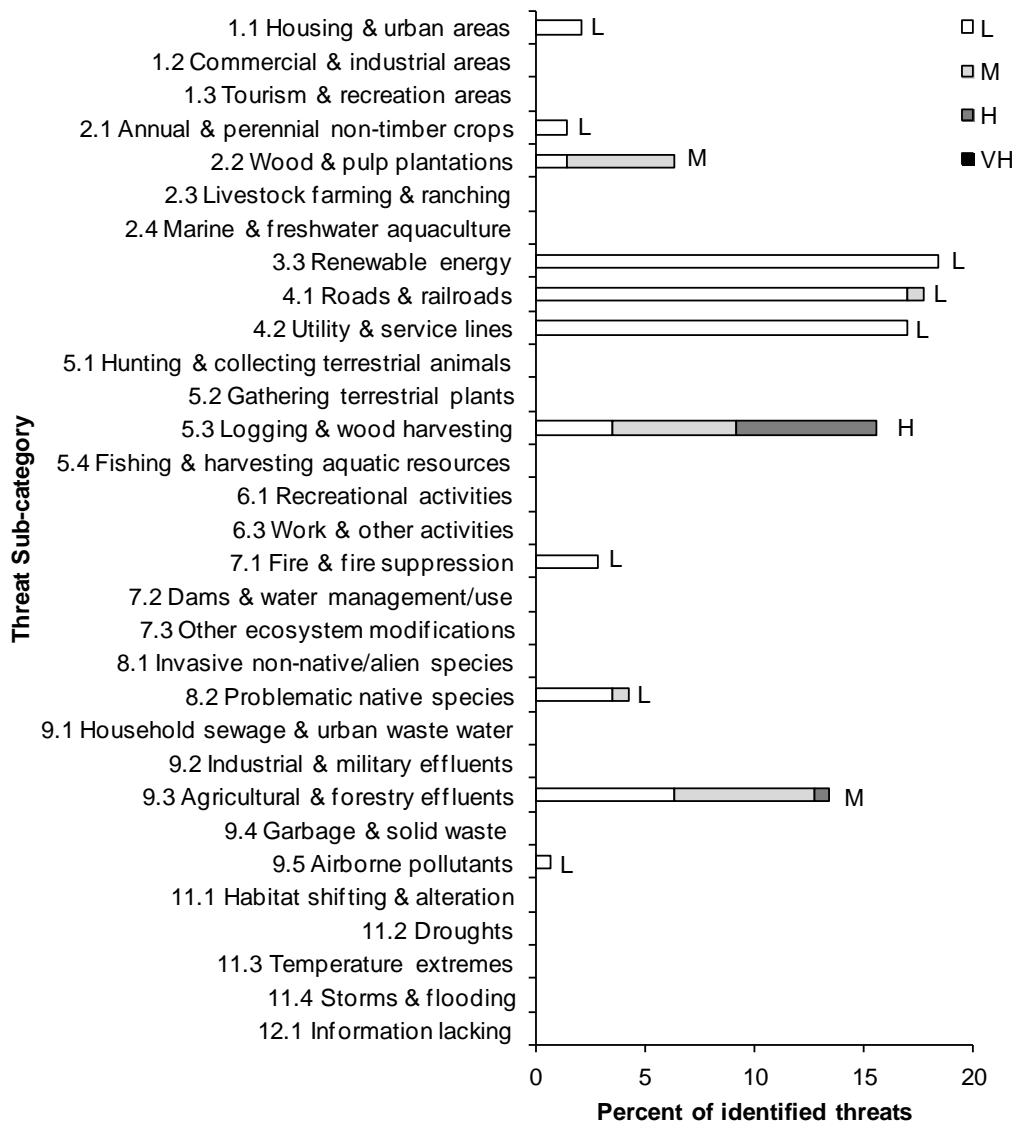 1.1 Housing & urban areas
L
1.2 Commercial & industrial areas
1.3 Tourism & recreation areas
2.1 Annual & perennial non-timber crops
L
2.2 Wood & pulp plantations
M
2.3 Livestock farming & ranching
2.4 Marine & freshwater aquaculture
3.3 Renewable energy
L
4.1 Roads & railroads
L
4.2 Utility & service lines
L
5.1 Hunting & collecting terrestrial animals
5.2 Gathering terrestrial plants
5.3 Logging & wood harvesting
H
5.4 Fishing & harvesting aquatic resources
6.1 Recreational activities
6.3 Work & other activities
7.1 Fire & fire suppression
L
7.2 Dams & water management/use
7.3 Other ecosystem modifications
8.1 Invasive non-native/alien species
8.2 Problematic native species
L
9.1 Household sewage & urban waste water
9.2 Industrial & military effluents
9.3 Agricultural & forestry effluents
M
9.4 Garbage & solid waste
9.5 Airborne pollutants
L
11.1 Habitat shifting & alteration
11.2 Droughts
11.3 Temperature extremes
11.4 Storms & flooding
12.1 Information lacking
Threat Sub-category
0 5 10 15 20
Percent of identified threats
L
M
H
VH